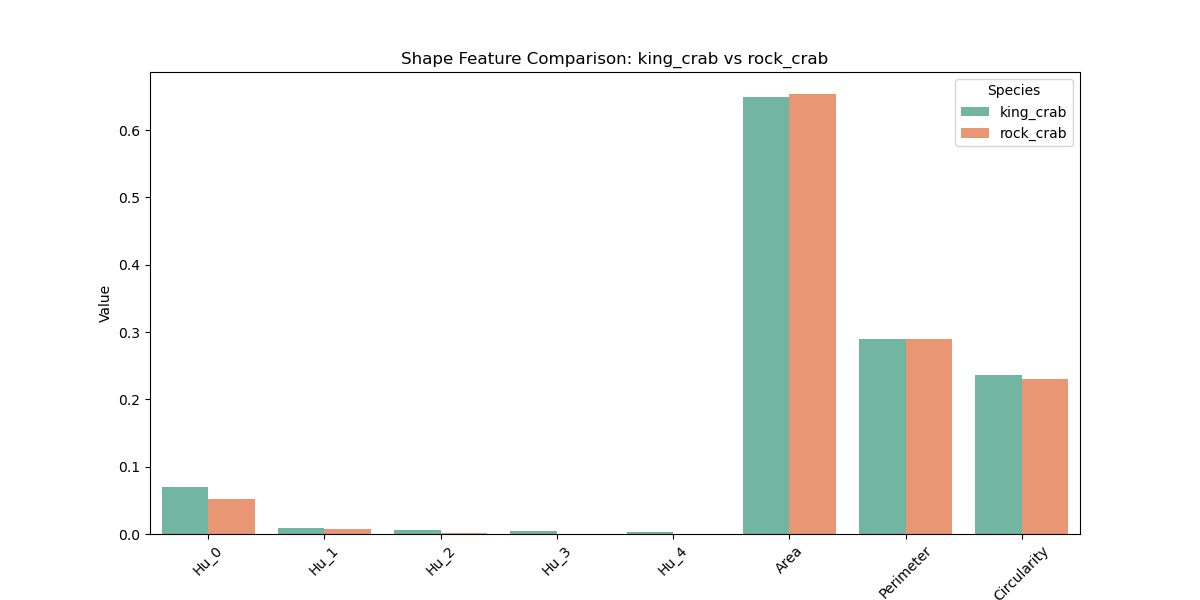 Shape Feature Comparison: king_crab vs rock_crab
Species
king_crab
rock_crab
Value
0.6
0.5
0.4
0.3
0.2
0.1
0.0
Hu_0
Hu_1
Hu_2
Hu_3
Hu_4
Area
Perimeter
Circularity